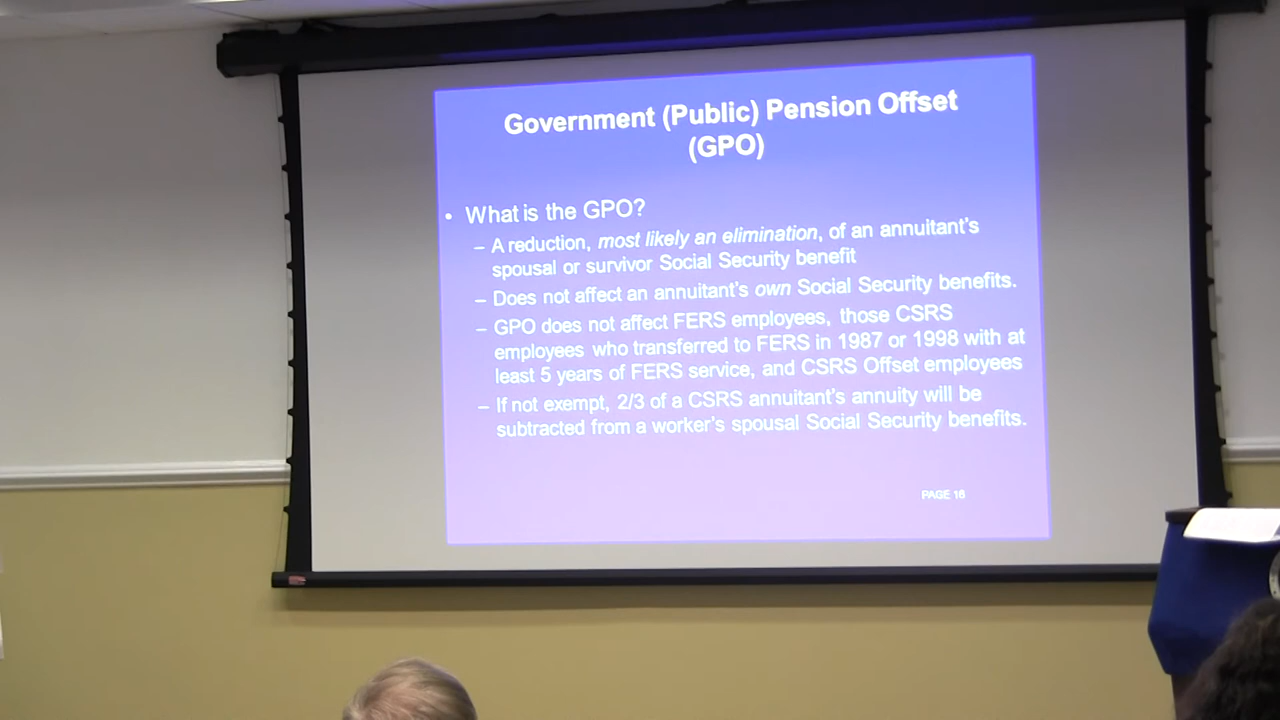 Government (Public) Pension Offset
(GPO)
• What is the GPO?
– A reduction, most likely an elimination, of an annuitant's
spousal or survivor Social Security benefit
– Does not affect an annuitant's own Social Security benefits.
– GPO does not affect FERS employees, those CSRS
employees who transferred to FERS in 1987 or 1998 with at
least 5 years of FERS service, and CSRS Offset employees
– If not exempt, 2/3 of a CSRS annuitant's annuity will be
subtracted from a worker's spousal Social Security benefits.
PAGE 16